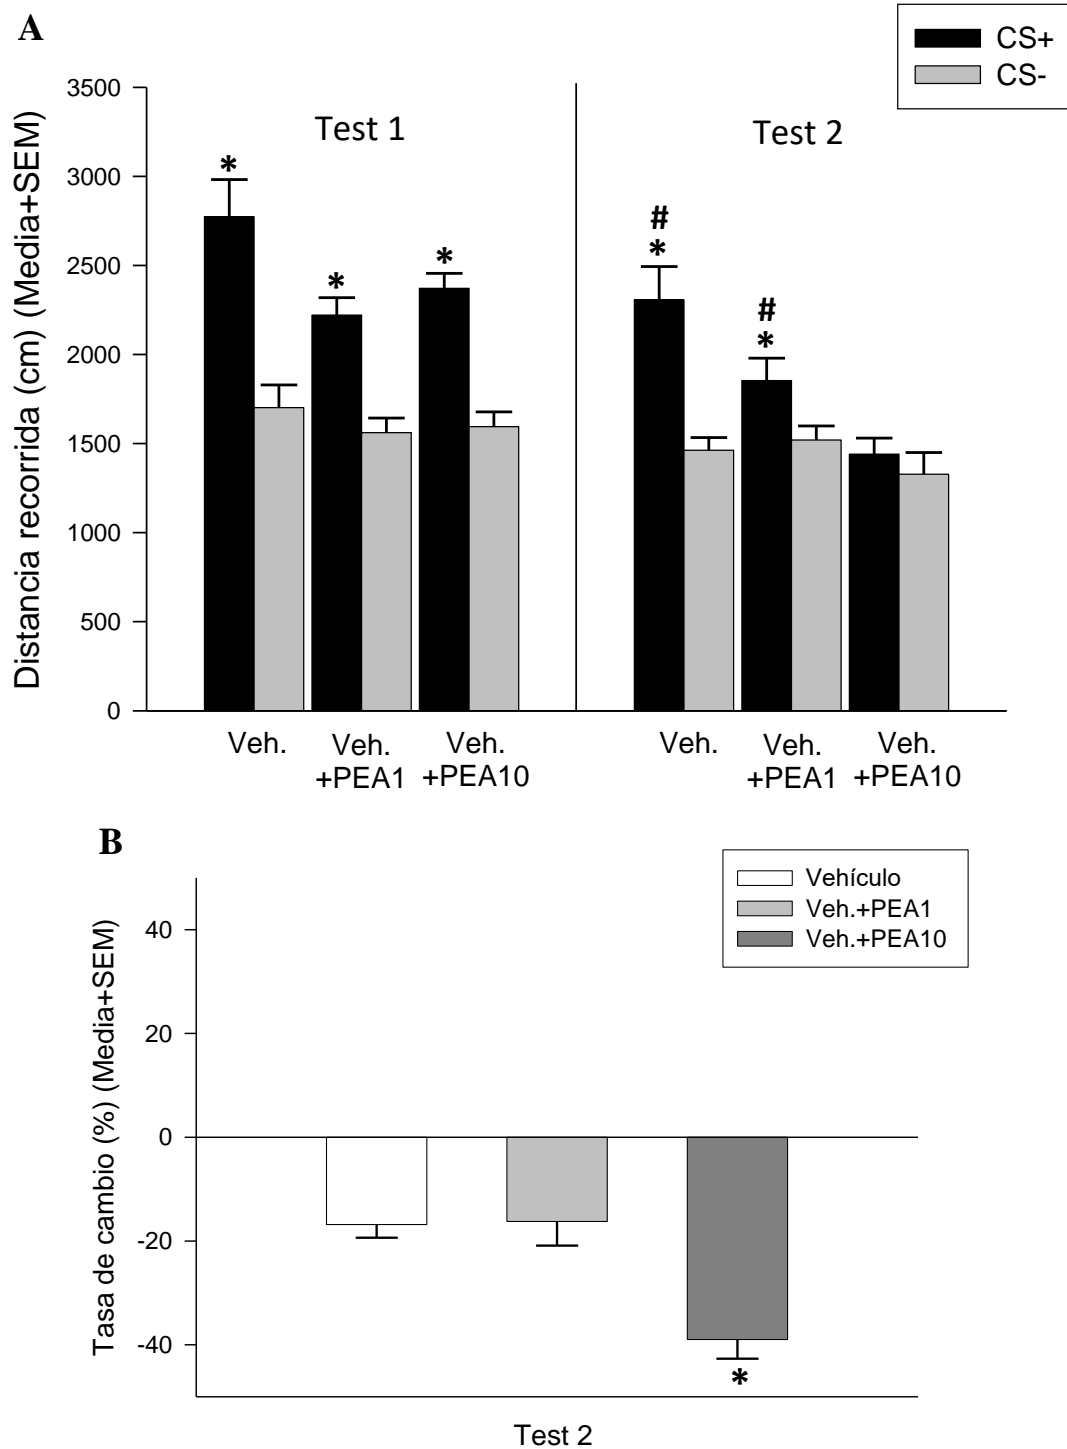 A
CS+
CS-
Distancia recorrida (cm) (Media+SEM)
3500
3000
2500
2000
1500
1000
500
0
Test 1
Test 2
*
*
*
#
*
#
*
Veh.
Veh.
+PEA1
Veh.
+PEA10
Veh.
Veh.
+PEA1
Veh.
+PEA10
B
Vehículo
Veh.+PEA1
Veh.+PEA10
Tasa de cambio (%) (Media+SEM)
40
20
0
-20
-40
*
Test 2